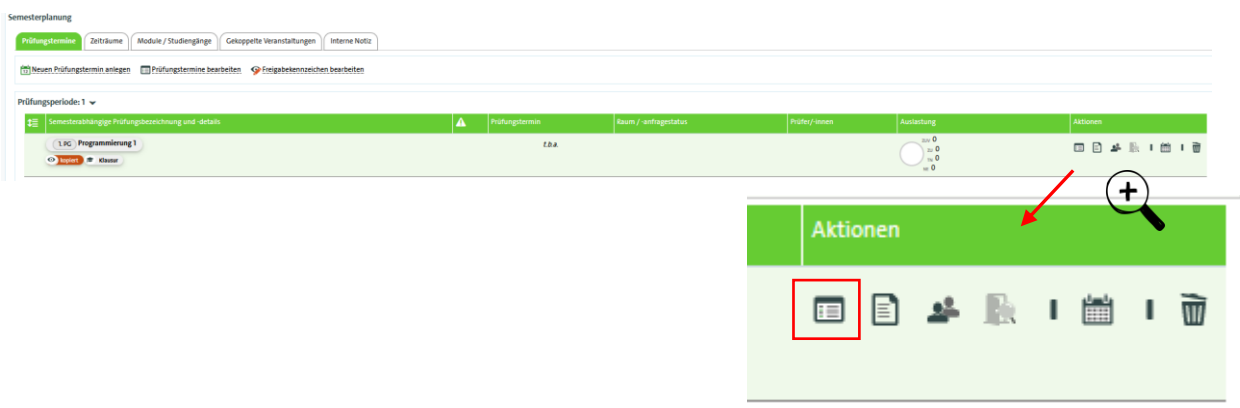 Semesterplanung
Prüfungstermine Zeiträume Module / Studiengänge Gekoppelte Veranstaltungen Interne Notiz
Neuen Prüfungstermin anlegen Prüfungstermine bearbeiten Freigabekennzeichen bearbeiten
Prüfungsperiode: 1
Semesterabhängige Prüfungsbezeichnung und -details Prüfungstermin Raum / -anfragestatus Prüfer/-innen Auslastung Aktionen
1. PG Programmierung 1 t.b.a. 0
0
kopiert Klausur 0
0
Aktionen